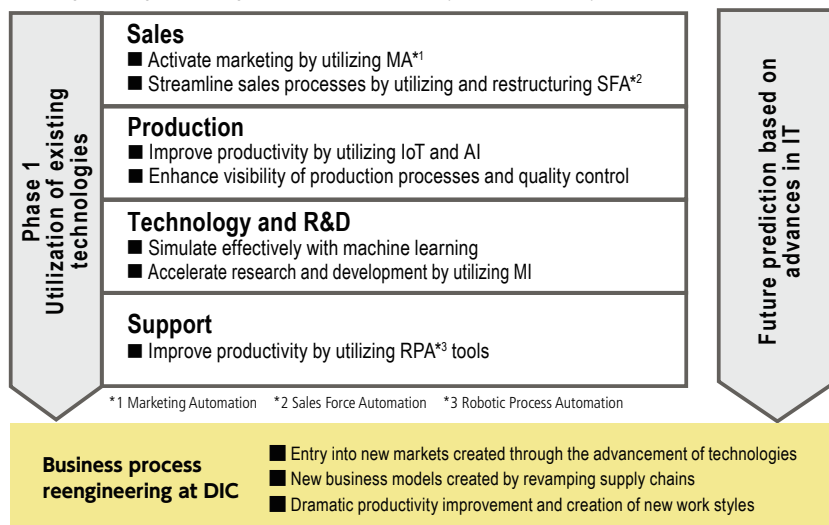 Phase 1
Utilization of existing
technologies
Sales
■ Activate marketing by utilizing MA*1
■ Streamline sales processes by utilizing and restructuring SFA*2
Production
■ Improve productivity by utilizing IoT and AI
■ Enhance visibility of production processes and quality control
Technology and R&D
■ Simulate effectively with machine learning
■ Accelerate research and development by utilizing MI
Support
■ Improve productivity by utilizing RPA*3 tools
Future prediction based on
advances in IT
*1 Marketing Automation *2 Sales Force Automation *3 Robotic Process Automation
Business process
reengineering at DIC
■ Entry into new markets created through the advancement of technologies
■ New business models created by revamping supply chains
■ Dramatic productivity improvement and creation of new work styles